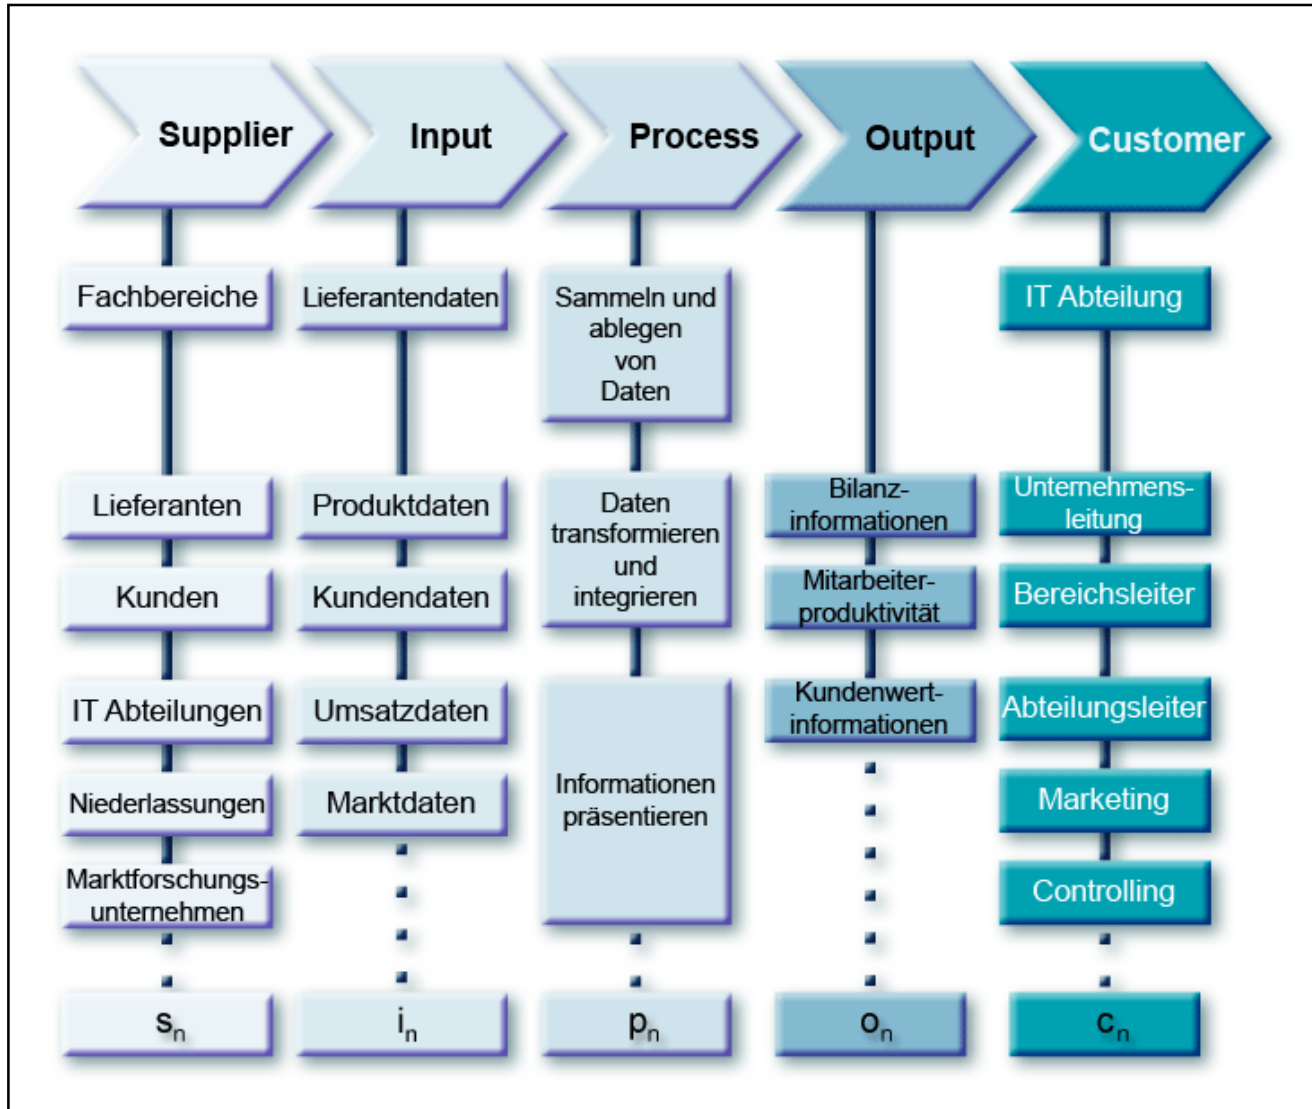 Supplier
Input
Process
Output
Customer
Fachbereiche
Lieferanten
Kunden
IT Abteilungen
Niederlassungen
Marktforschungs-
unternehmen
sn
Lieferantendaten
Produktdaten
Kundendaten
Umsatzdaten
Marktdaten
in
Sammeln und
ablegen
von
Daten
Daten
transformieren
und
integrieren
Informationen
präsentieren
pn
Bilanz-
informationen
Mitarbeiter-
produktivität
Kundenwert-
informationen
on
IT Abteilung
Unternehmens-
leitung
Bereichsleiter
Abteilungsleiter
Marketing
Controlling
cn